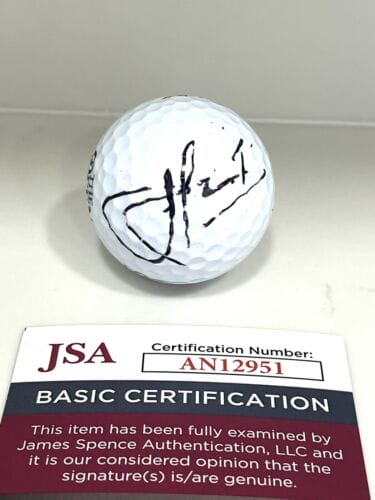 JSA
Certification Number:
AN12951
BASIC CERTIFICATION
This item has been fully examined by
James Spence Authentication, LLC and
it is our considered opinion that the
signature(s) is/are genuine.